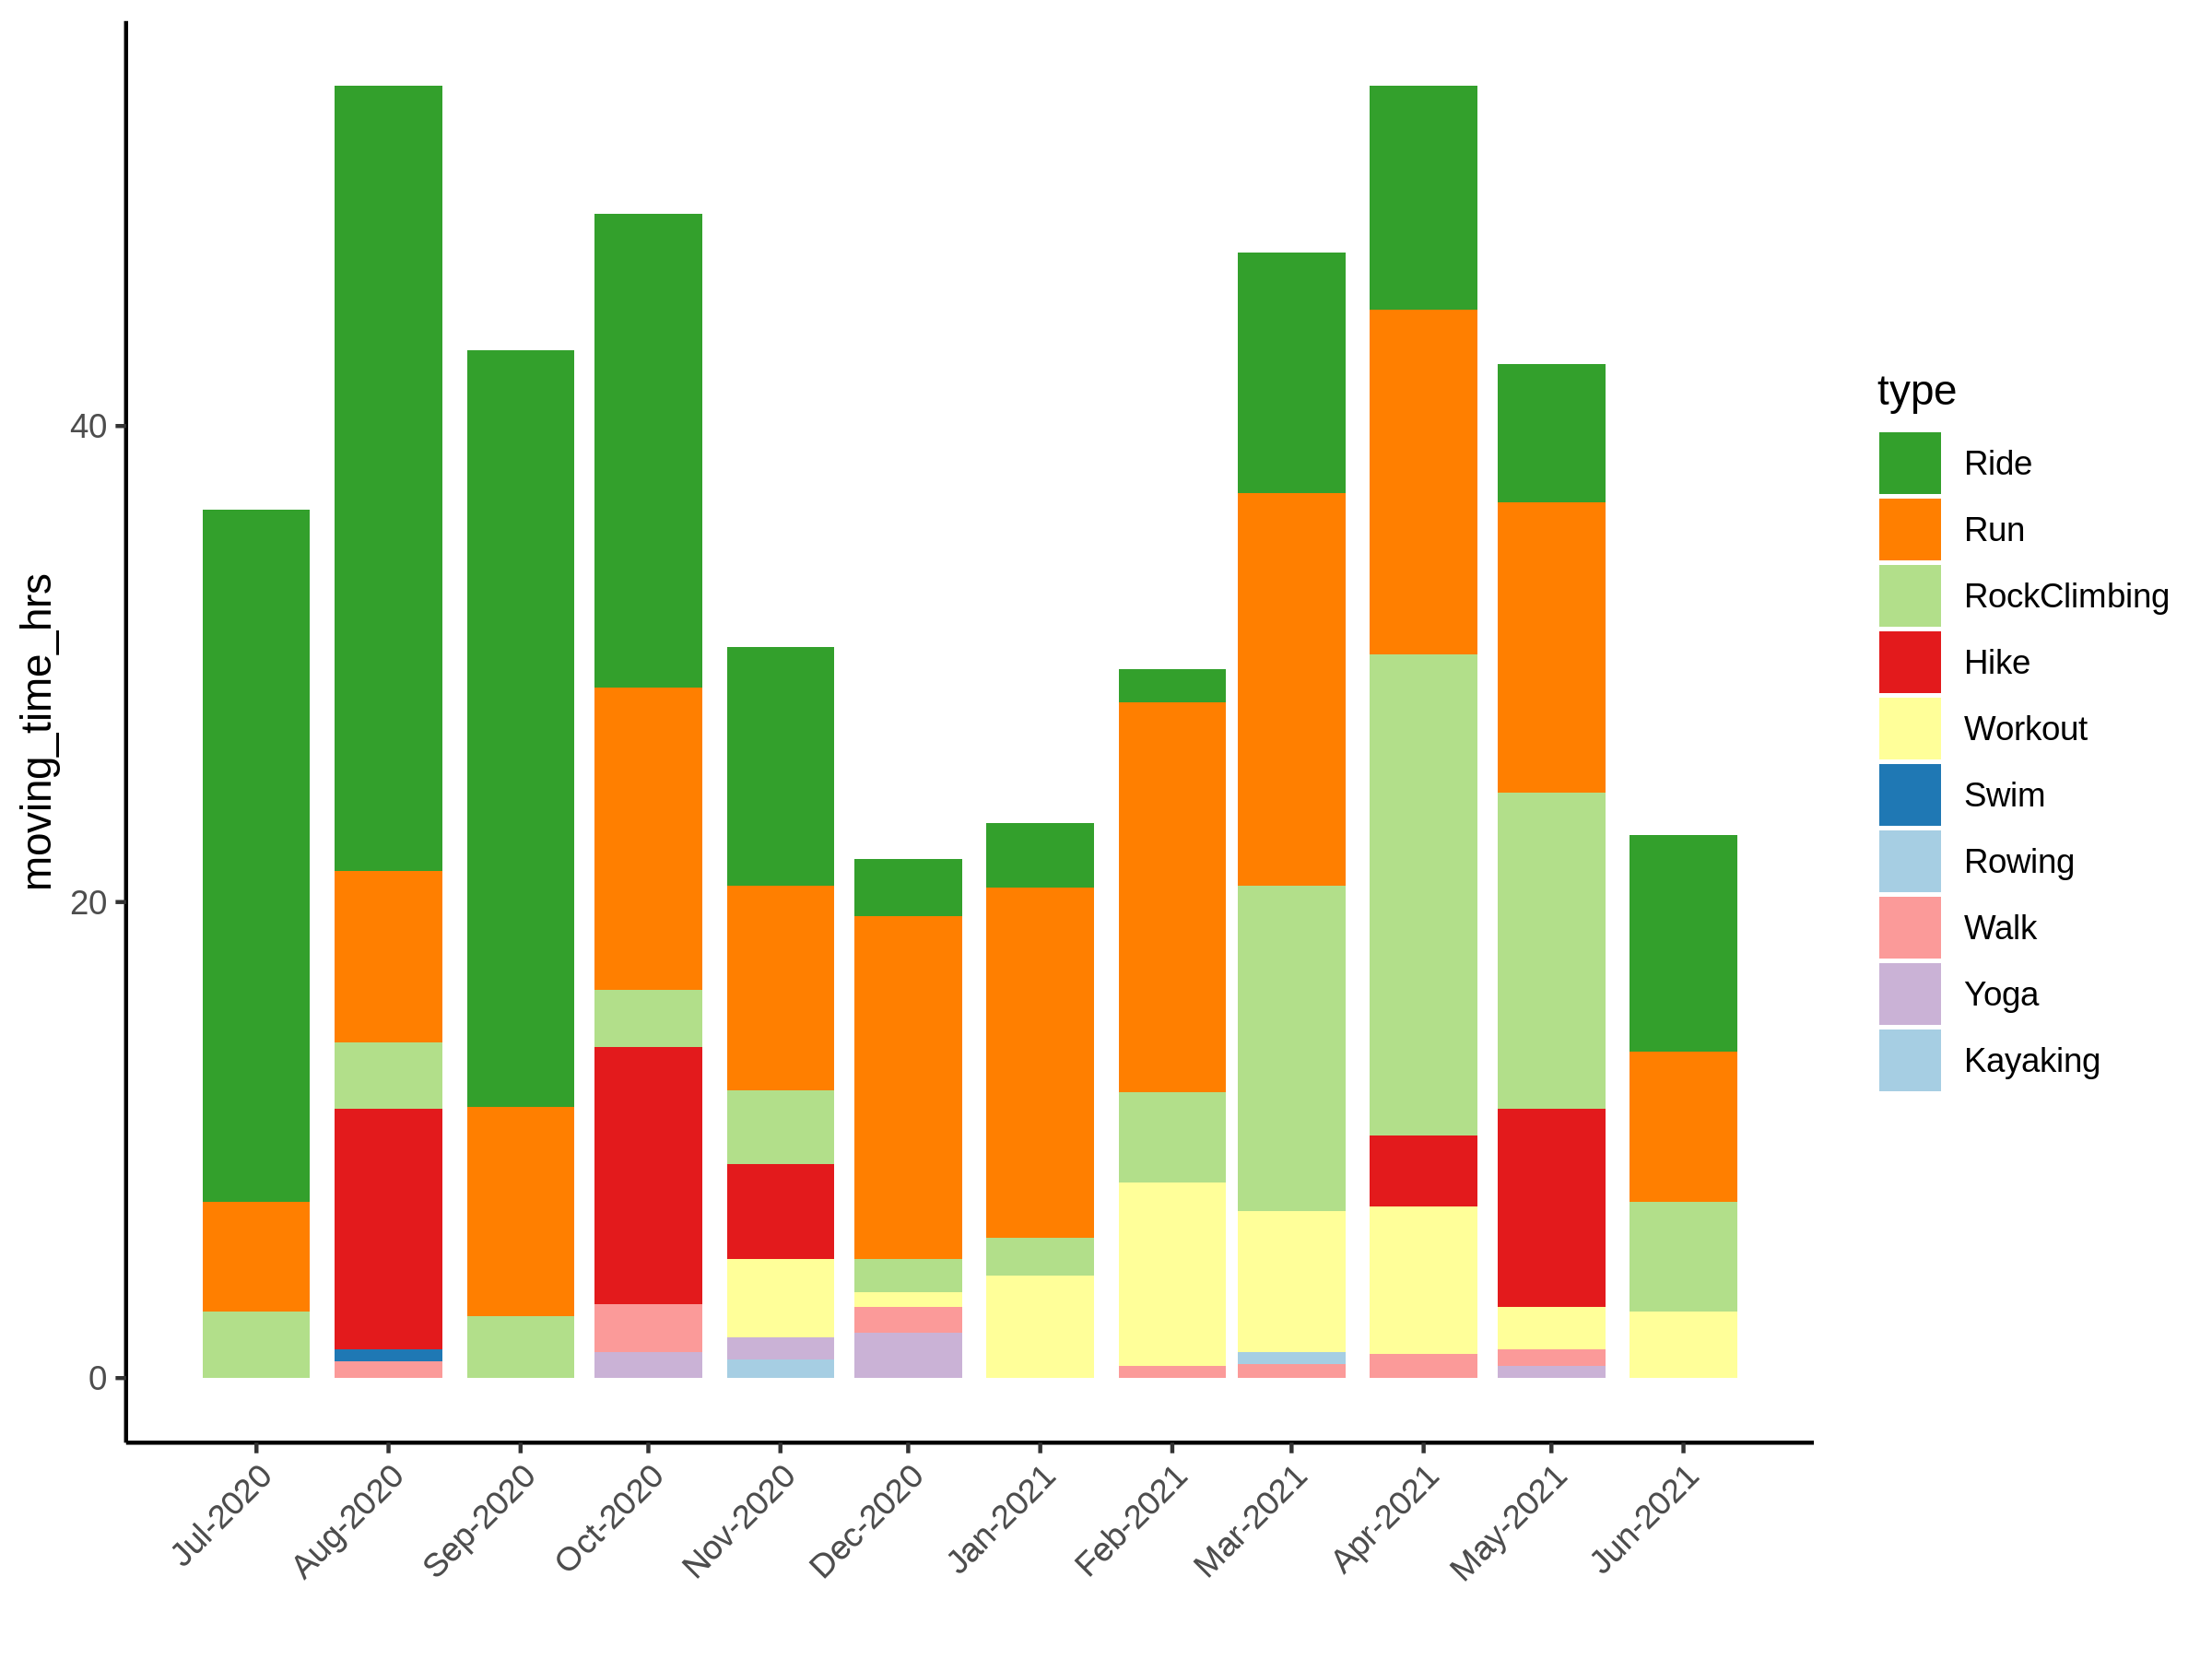 moving_time_hrs
40
20
0
Jul-2020
Aug-2020
Sep-2020
Oct-2020
Nov-2020
Dec-2020
Jan-2021
Feb-2021
Mar-2021
Apr-2021
May-2021
Jun-2021
type
Ride
Run
RockClimbing
Hike
Workout
Swim
Rowing
Walk
Yoga
Kayaking